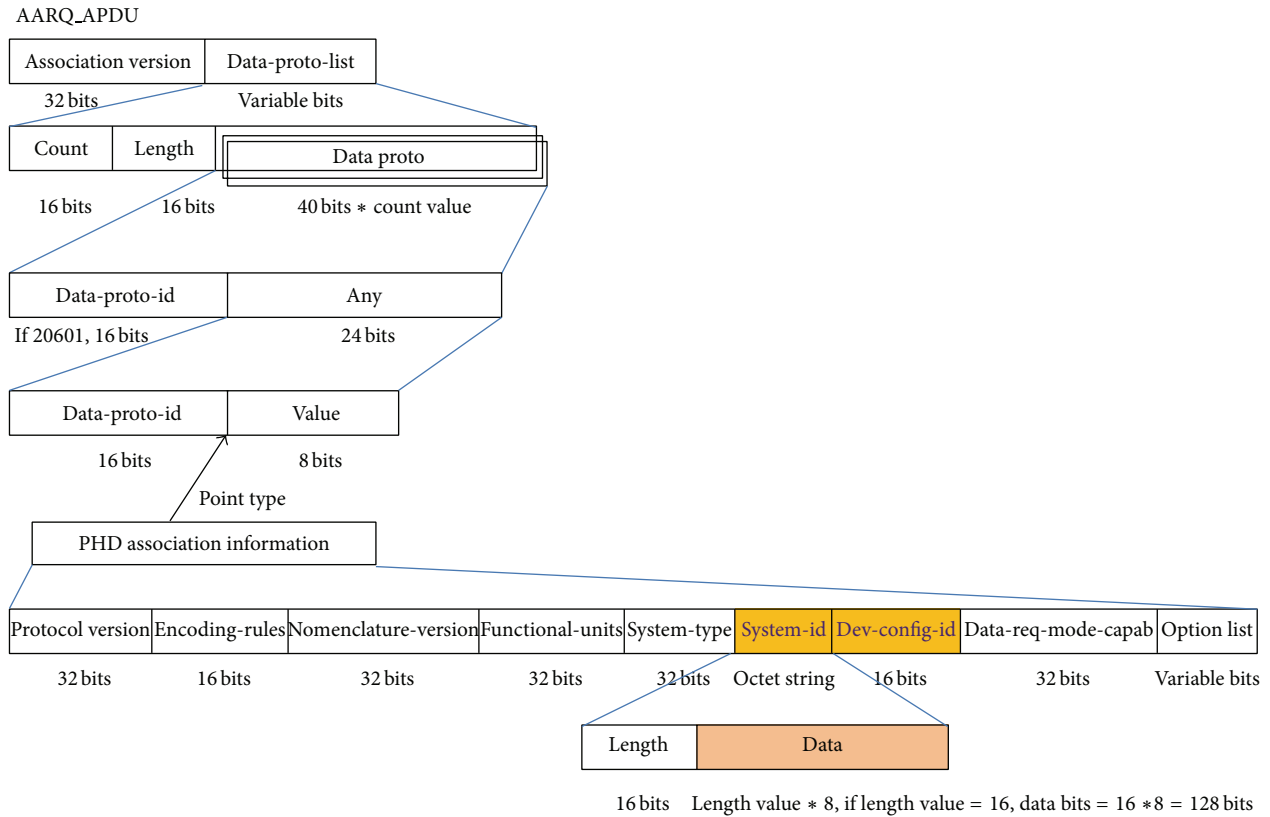 AARQ_APDU
Association version Data-proto-list
32 bits Variable bits
Count Length Data proto
16 bits 16 bits 40 bits * count value
Data-proto-id Any
If 20601, 16 bits 24 bits
Data-proto-id Value
16 bits 8 bits
Point type
PHD association information
Protocol version Encoding-rules Nomenclature-version Functional-units System-type System-id Dev-config-id Data-req-mode-capab Option list
32 bits 16 bits 32 bits 32 bits 32 bits Octet string 16 bits 32 bits Variable bits
Length Data
16 bits Length value * 8, if length value = 16, data bits = 16 *8 = 128 bits